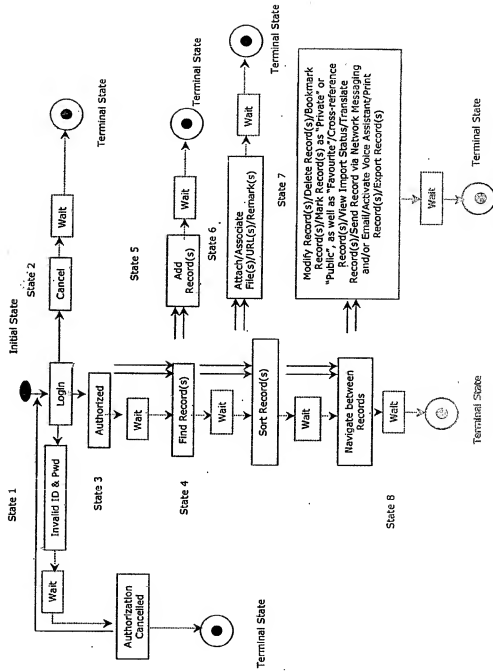 Initial State
State 1
LogIn
State 2
Cancel
Wait
Terminal State
Invalid ID & Pwd
Wait
Authorization
Cancelled
Terminal State
State 3
Authorized
Wait
State 4
Find Record(s)
Wait
Sort Record(s)
Wait
State 8
Navigate between
Records
Wait
Terminal State
State 5
Add
Record(s)
Wait
Terminal State
State 6
Attach/Associate
File(s)/URL(s)/Remark(s)
Wait
Terminal State
State 7
Modify Record(s)/Delete Record(s)/Bookmark
Record(s)/Mark Record(s) as "Private" or
"Public", as well as "Favourite"/Cross-reference
Record(s)/View Import Status/Translate
Record(s)/Send Record via Network Messaging
and/or Email/Activate Voice Assistant/Print
Record(s)/Export Record(s)
Wait
Terminal State